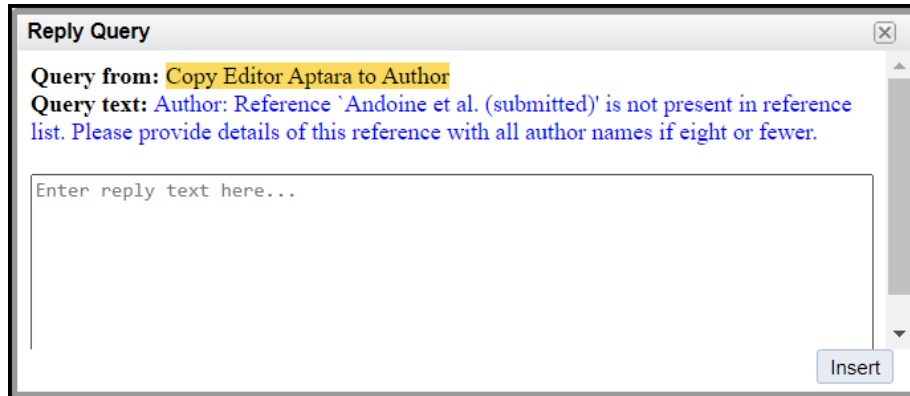 Reply Query
Query from: Copy Editor Aptara to Author
Query text: Author: Reference `Andoine et al. (submitted)' is not present in reference
list. Please provide details of this reference with all author names if eight or fewer.
Enter reply text here...
Insert